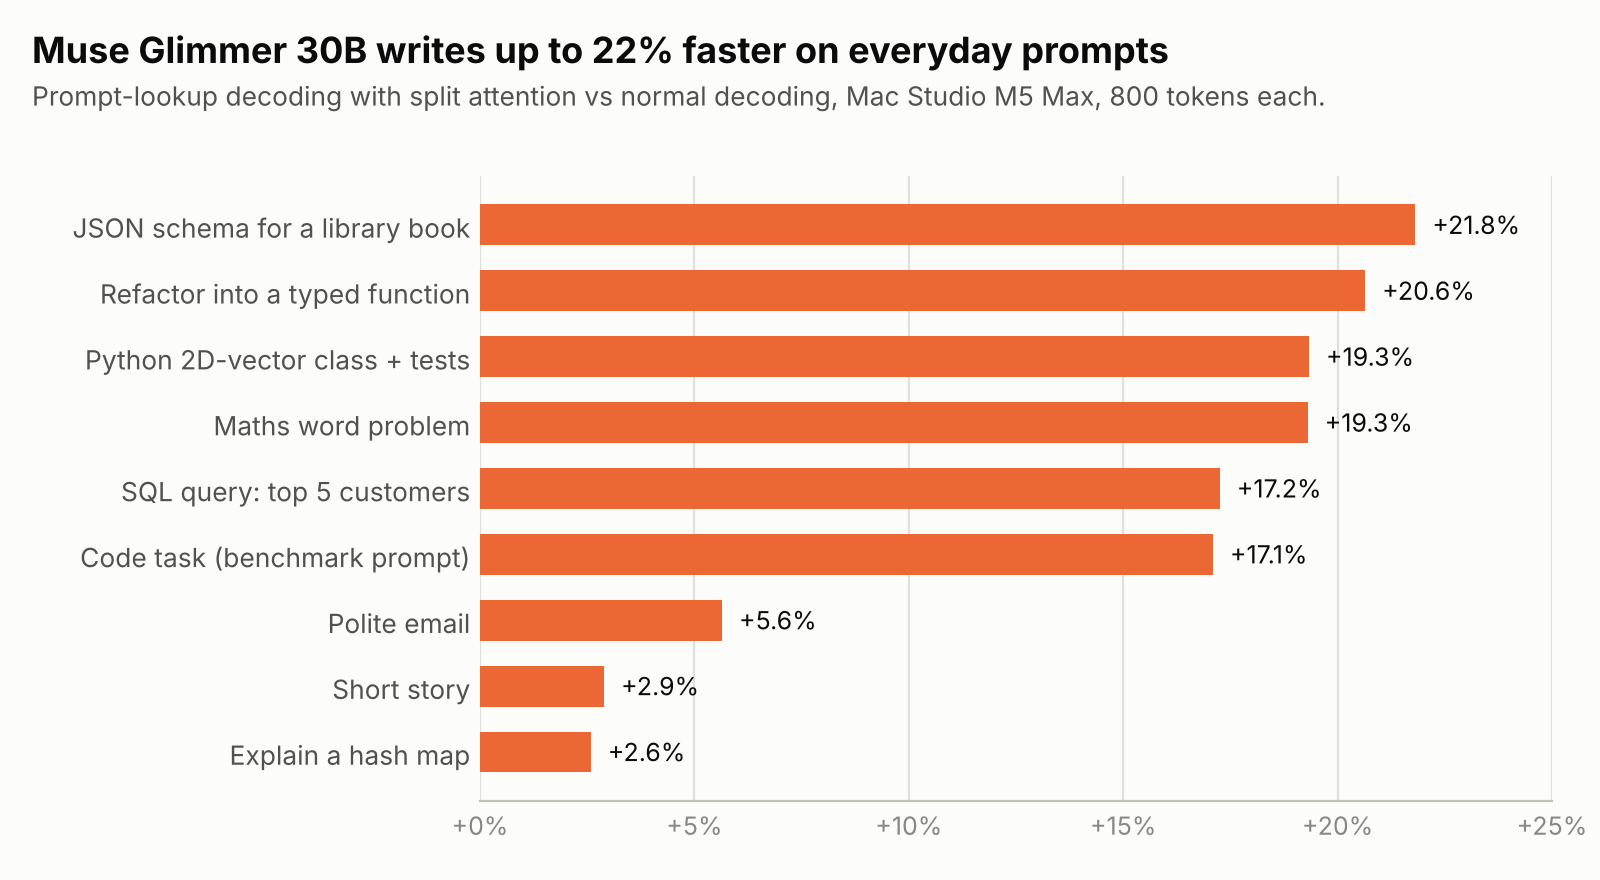 Muse Glimmer 30B writes up to 22% faster on everyday prompts
Prompt-lookup decoding with split attention vs normal decoding, Mac Studio M5 Max, 800 tokens each.
JSON schema for a library book +21.8%
Refactor into a typed function +20.6%
Python 2D-vector class + tests +19.3%
Maths word problem +19.3%
SQL query: top 5 customers +17.2%
Code task (benchmark prompt) +17.1%
Polite email +5.6%
Short story +2.9%
Explain a hash map +2.6%
+0% +5% +10% +15% +20% +25%